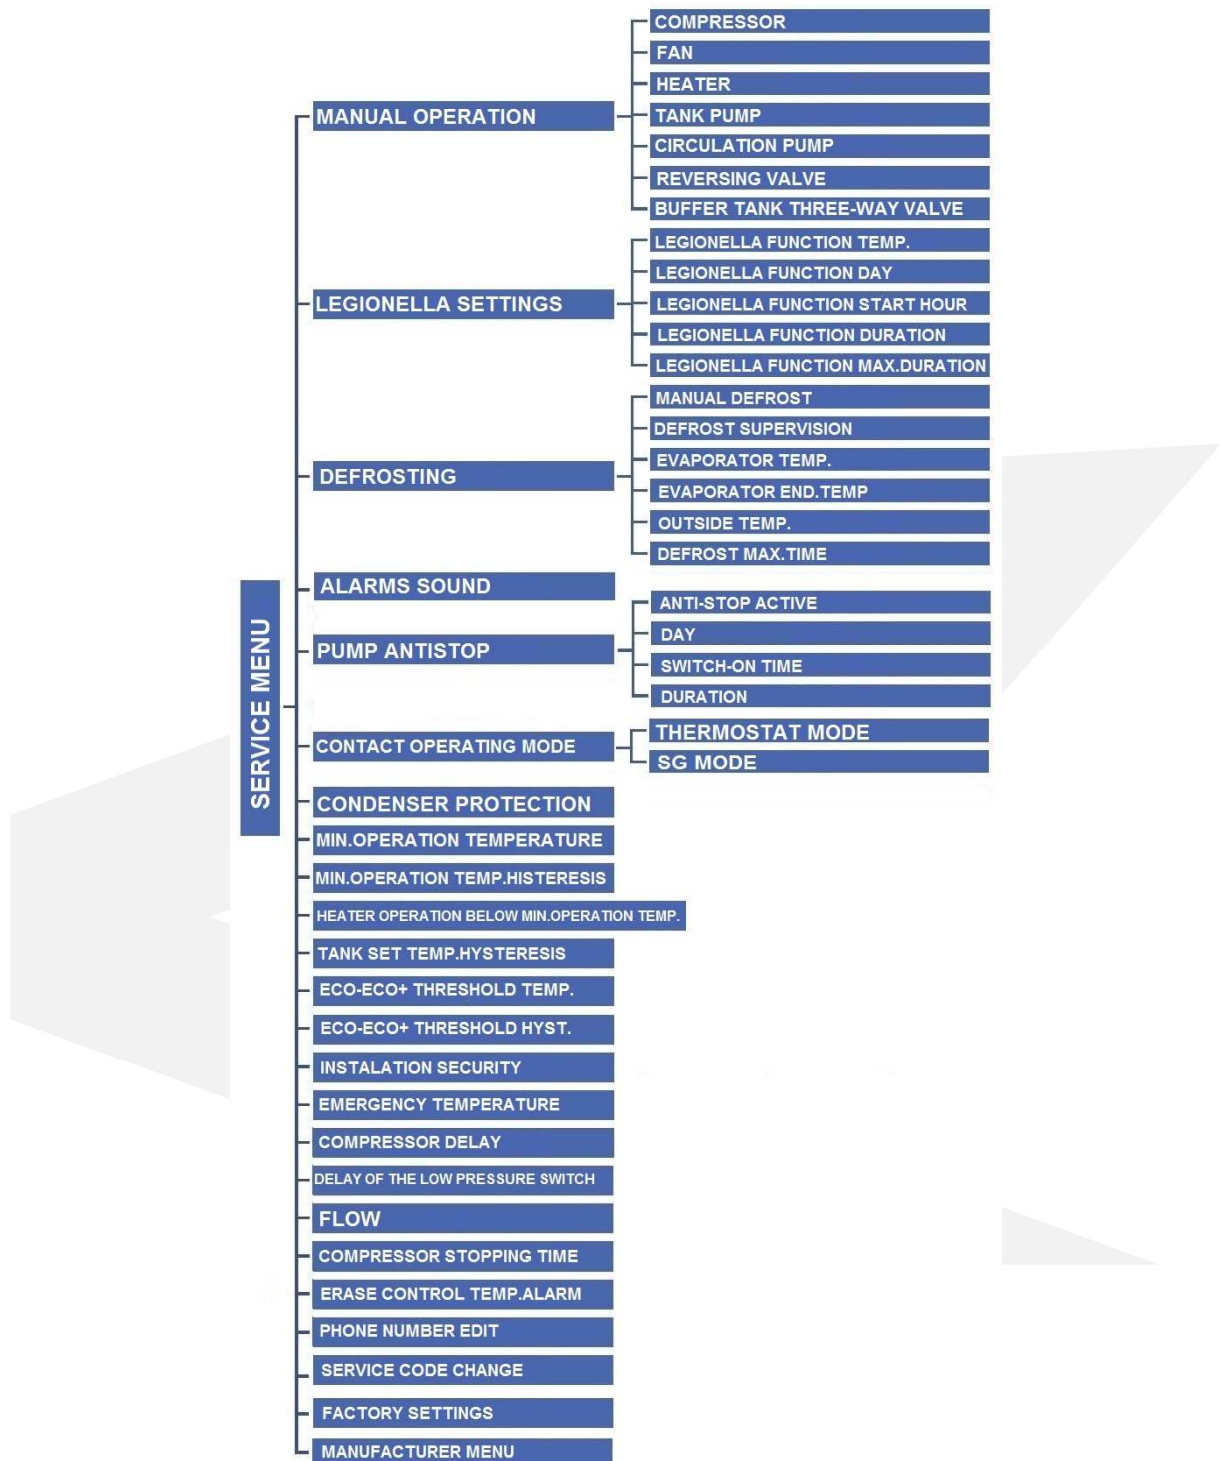 SERVICE MENU
MANUAL OPERATION
COMPRESSOR
FAN
HEATER
TANK PUMP
CIRCULATION PUMP
REVERSING VALVE
BUFFER TANK THREE-WAY VALVE
LEGIONELLA SETTINGS
LEGIONELLA FUNCTION TEMP.
LEGIONELLA FUNCTION DAY
LEGIONELLA FUNCTION START HOUR
LEGIONELLA FUNCTION DURATION
LEGIONELLA FUNCTION MAX.DURATION
DEFROSTING
MANUAL DEFROST
DEFROST SUPERVISION
EVAPORATOR TEMP.
EVAPORATOR END.TEMP
OUTSIDE TEMP.
DEFROST MAX.TIME
ALARMS SOUND
PUMP ANTISTOP
ANTI-STOP ACTIVE
DAY
SWITCH-ON TIME
DURATION
CONTACT OPERATING MODE
THERMOSTAT MODE
SG MODE
CONDENSER PROTECTION
MIN.OPERATION TEMPERATURE
MIN.OPERATION TEMP.HISTERESIS
HEATER OPERATION BELOW MIN.OPERATION TEMP.
TANK SET TEMP.HYSTERESIS
ECO-ECO+ THRESHOLD TEMP.
ECO-ECO+ THRESHOLD HYST.
INSTALATION SECURITY
EMERGENCY TEMPERATURE
COMPRESSOR DELAY
DELAY OF THE LOW PRESSURE SWITCH
FLOW
COMPRESSOR STOPPING TIME
ERASE CONTROL TEMP.ALARM
PHONE NUMBER EDIT
SERVICE CODE CHANGE
FACTORY SETTINGS
MANUFACTURER MENU